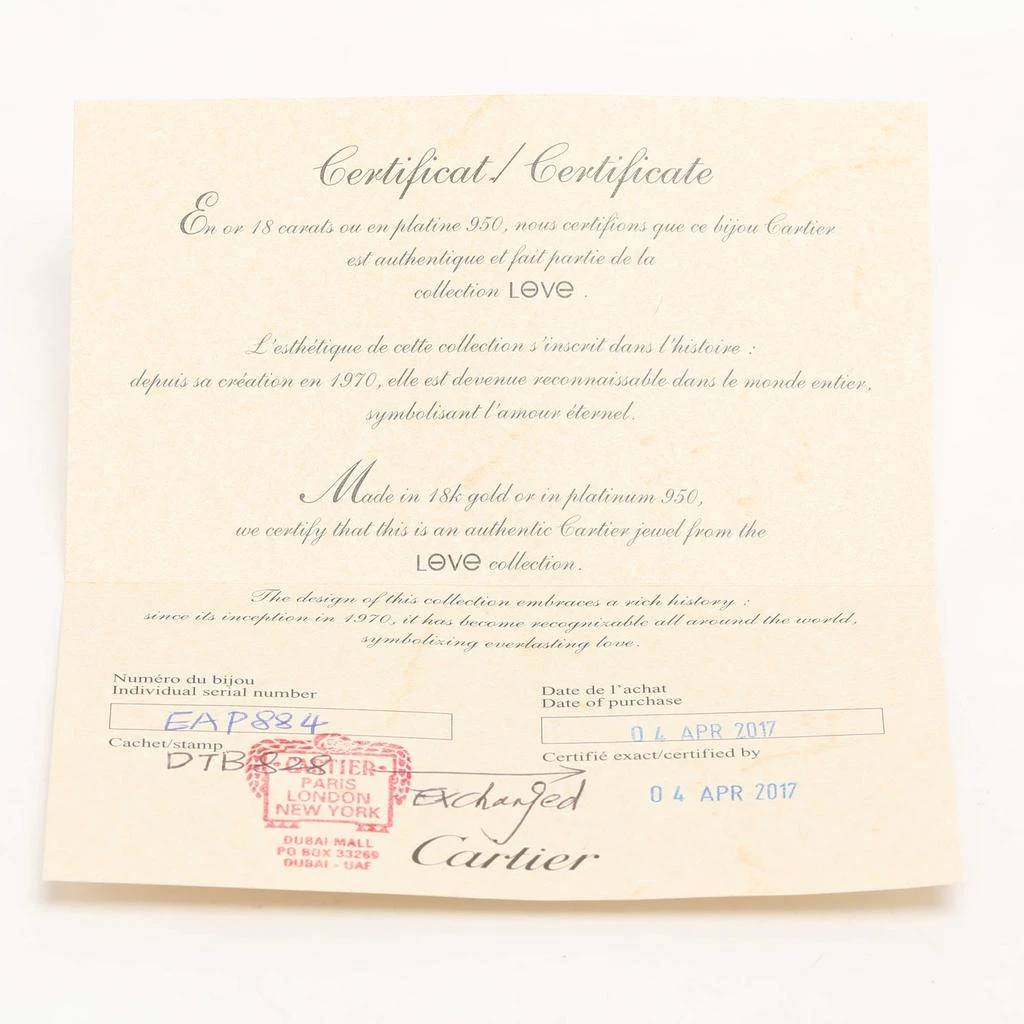 Certificat / Certificate
En or 18 carats ou en platine 950, nous certifions que ce bijou Cartier
est authentique et fait partie de la
collection LOVE .
L'esthétique de cette collection s'inscrit dans l'histoire :
depuis sa création en 1970, elle est devenue reconnaissable dans le monde entier,
symbolisant l'amour éternel.
Made in 18k gold or in platinum 950,
we certify that this is an authentic Cartier jewel from the
LOVE collection.
The design of this collection embraces a rich history :
since its inception in 1970, it has become recognizable all around the world,
symbolizing everlasting love.
Numéro du bijou
Individual serial number
EAP884
Date de l'achat
Date of purchase
04 APR 2017
Cachet/stamp
DTB828
Exchanged
CARTIER
PARIS
LONDON
NEW YORK
DUBAI MALL
PO BOX 33269
DUBAI - UAE
Certifié exact/certified by
04 APR 2017
Cartier